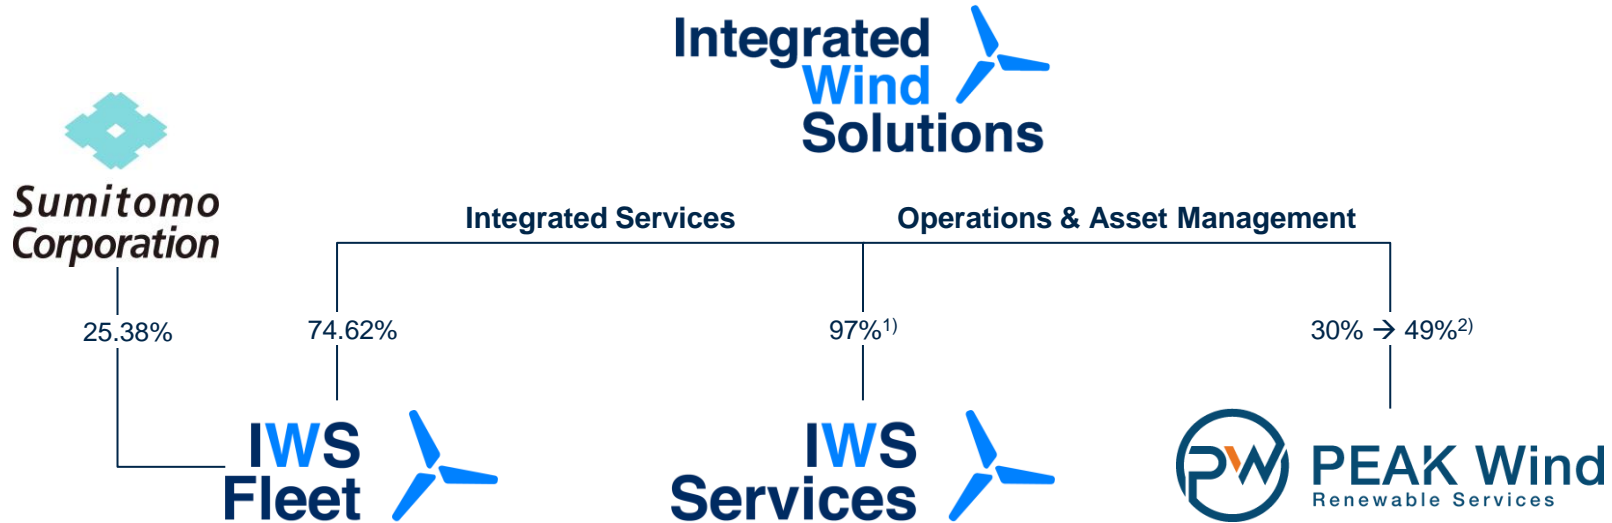 Integrated
Wind
Solutions
Sumitomo
Corporation
Integrated Services
Operations & Asset Management
25.38%
74.62%
97%1)
30% → 49%2)
IWS
Fleet
IWS
Services
PW
PEAK Wind
Renewable Services